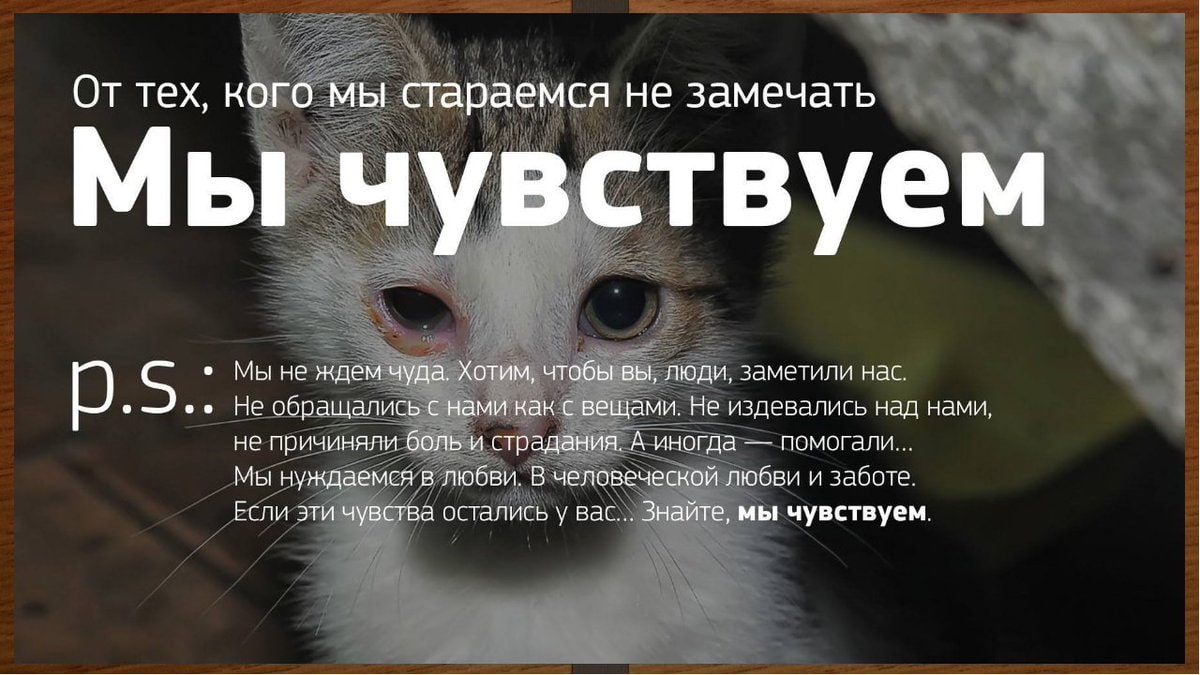 От тех, кого мы стараемся не замечать
Мы чувствуем
p.s.:
Мы не ждем чуда. Хотим, чтобы вы, люди, заметили нас.
Не обращались с нами как с вещами. Не издевались над нами,
не причиняли боль и страдания. А иногда — помогали...
Мы нуждаемся в любви. В человеческой любви и заботе.
Если эти чувства остались у вас... Знайте, мы чувствуем.